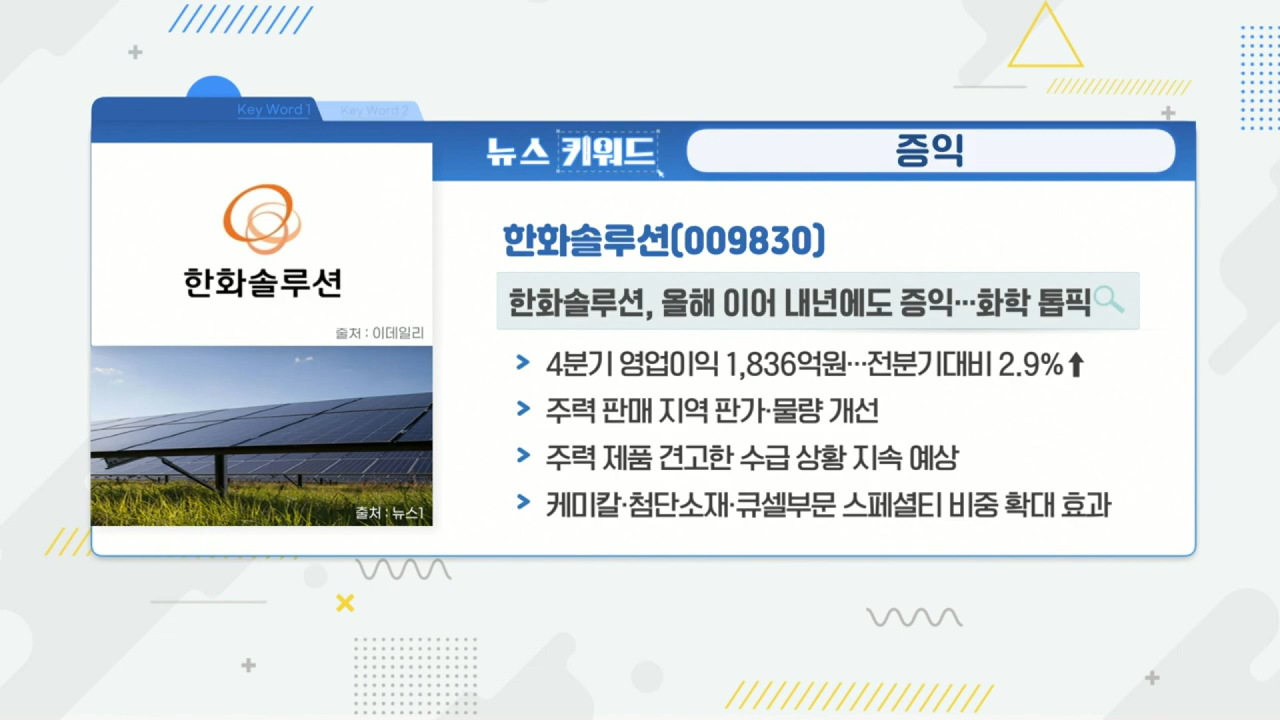 Key Word 1
Key Word 2
뉴스 키워드
증익
한화솔루션
출처 : 이데일리
출처 : 뉴스1
한화솔루션(009830)
한화솔루션, 올해 이어 내년에도 증익…화학 톱픽
> 4분기 영업이익 1,836억원…전분기대비 2.9%⬆
> 주력 판매 지역 판가·물량 개선
> 주력 제품 견고한 수급 상황 지속 예상
> 케미칼·첨단소재·큐셀부문 스페셜티 비중 확대 효과